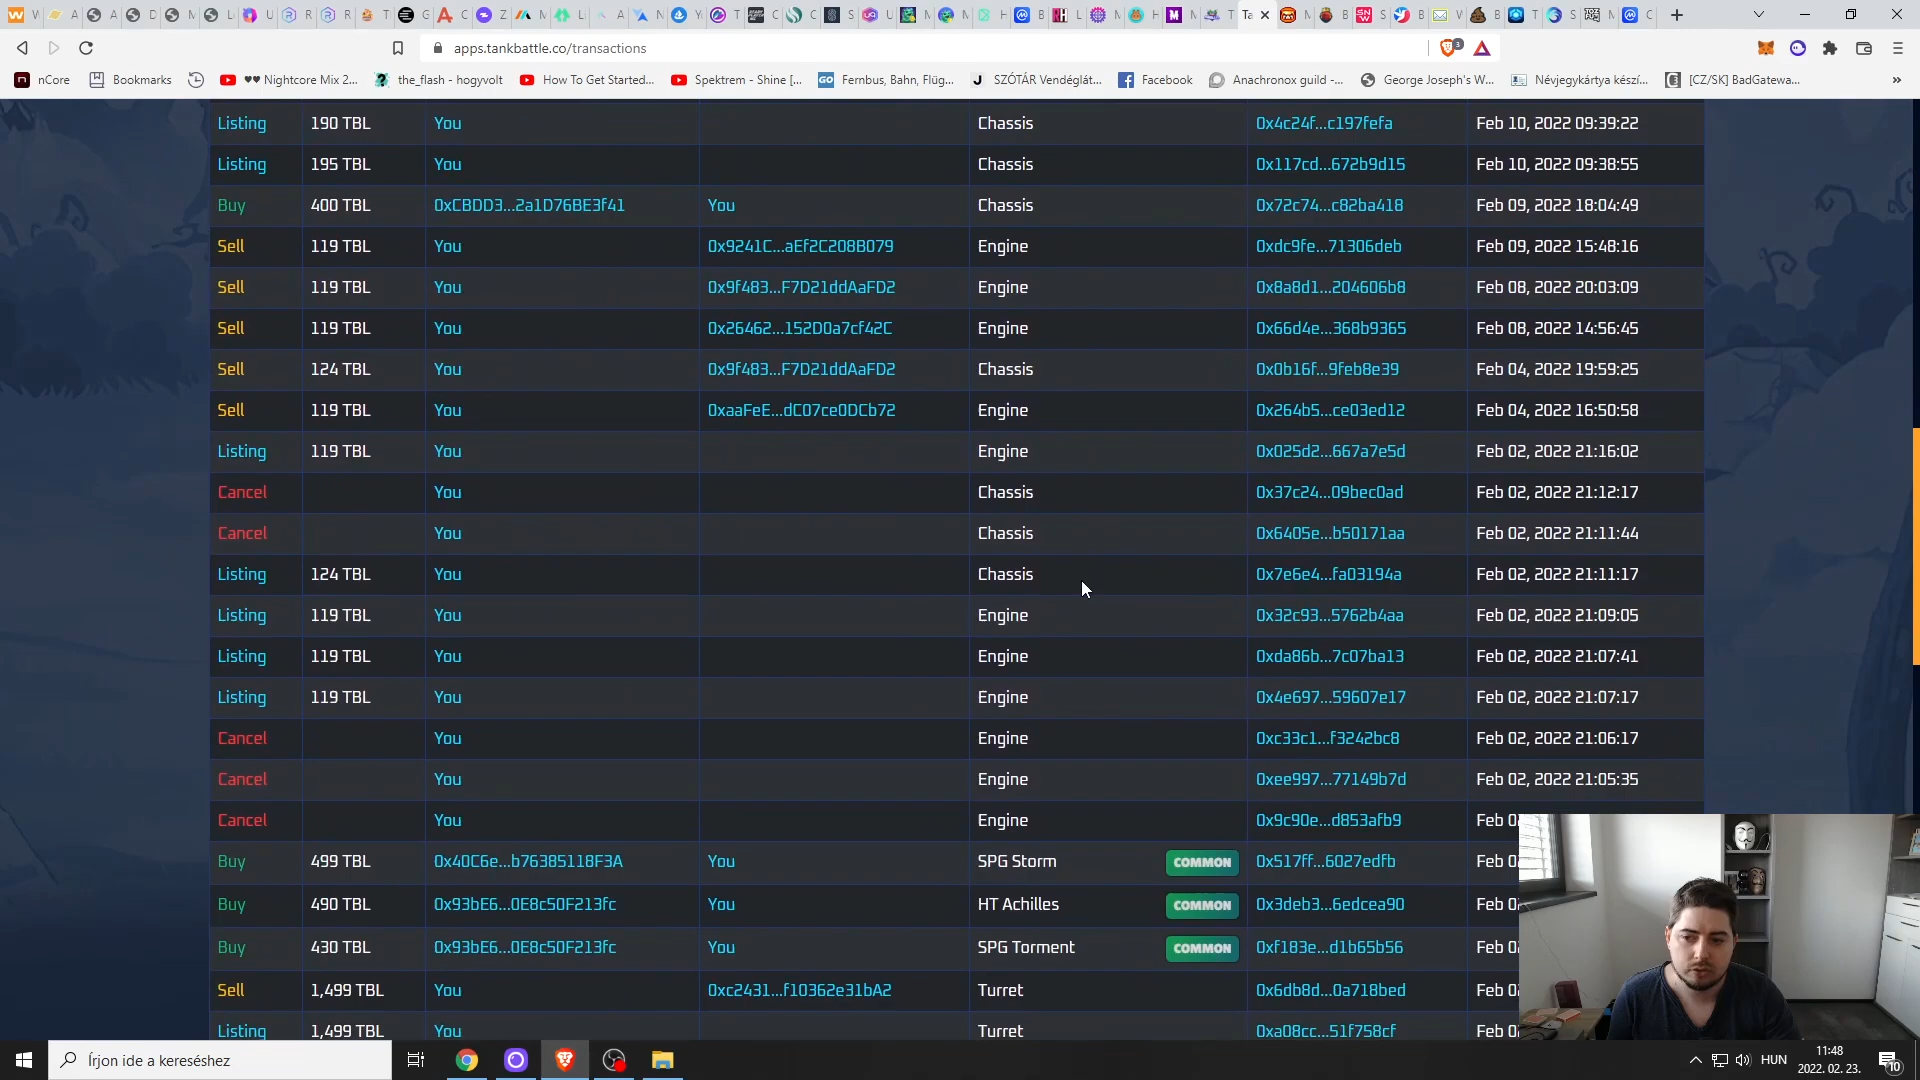 apps.tankbattle.co/transactions
3
nCore Bookmarks ♥♥ Nightcore Mix 2... the_flash - hogyvolt How To Get Started... Spektrem - Shine [... Fernbus, Bahn, Flüg... SZÓTÁR Vendéglát... Facebook Anachronox guild -... George Joseph's W... Névjegykártya készí... [CZ/SK] BadGatewa... »
Listing 190 TBL You Chassis 0x4c24f...c197fefa Feb 10, 2022 09:39:22
Listing 195 TBL You Chassis 0x117cd...672b9d15 Feb 10, 2022 09:38:55
Buy 400 TBL 0xCBDD3...2a1D76BE3f41 You Chassis 0x72c74...c82ba418 Feb 09, 2022 18:04:49
Sell 119 TBL You 0x9241C...aEf2C208B079 Engine 0xdc9fe...71306deb Feb 09, 2022 15:48:16
Sell 119 TBL You 0x9f483...F7D21ddAaFD2 Engine 0x8a8d1...204606b8 Feb 08, 2022 20:03:09
Sell 119 TBL You 0x26462...152D0a7cf42C Engine 0x66d4e...368b9365 Feb 08, 2022 14:56:45
Sell 124 TBL You 0x9f483...F7D21ddAaFD2 Chassis 0x0b16f...9feb8e39 Feb 04, 2022 19:59:25
Sell 119 TBL You 0xaaFeE...dC07ce0DCb72 Engine 0x264b5...ce03ed12 Feb 04, 2022 16:50:58
Listing 119 TBL You Engine 0x025d2...667a7e5d Feb 02, 2022 21:16:02
Cancel You Chassis 0x37c24...09bec0ad Feb 02, 2022 21:12:17
Cancel You Chassis 0x6405e...b50171aa Feb 02, 2022 21:11:44
Listing 124 TBL You Chassis 0x7e6e4...fa03194a Feb 02, 2022 21:11:17
Listing 119 TBL You Engine 0x32c93...5762b4aa Feb 02, 2022 21:09:05
Listing 119 TBL You Engine 0xda86b...7c07ba13 Feb 02, 2022 21:07:41
Listing 119 TBL You Engine 0x4e697...59607e17 Feb 02, 2022 21:07:17
Cancel You Engine 0xc33c1...f3242bc8 Feb 02, 2022 21:06:17
Cancel You Engine 0xee997...77149b7d Feb 02, 2022 21:05:35
Cancel You Engine 0x9c90e...d853afb9 Feb 0
Buy 499 TBL 0x40C6e...b76385118F3A You SPG Storm COMMON 0x517ff...6027edfb Feb 0
Buy 490 TBL 0x93bE6...0E8c50F213fc You HT Achilles COMMON 0x3deb3...6edcea90 Feb 0
Buy 430 TBL 0x93bE6...0E8c50F213fc You SPG Torment COMMON 0xf183e...d1b65b56 Feb 0
Sell 1,499 TBL You 0xc2431...f10362e31bA2 Turret 0x6db8d...0a718bed Feb 0
Listing 1,499 TBL You Turret 0xa08cc...51f758cf Feb 0
Írjon ide a kereséshez
HUN
11:48
2022. 02. 23.
10